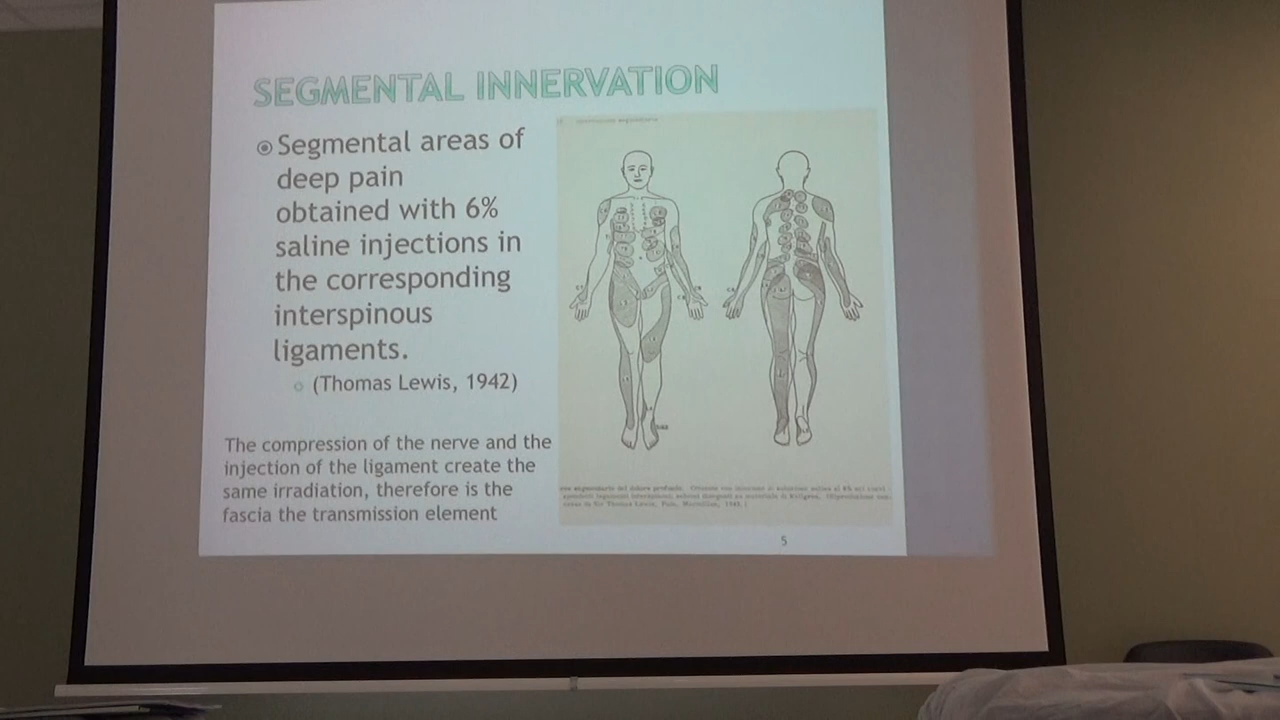 SEGMENTAL INNERVATION
Segmental areas of
deep pain
obtained with 6%
saline injections in
the corresponding
interspinous
ligaments.
(Thomas Lewis, 1942)
The compression of the nerve and the
injection of the ligament create the
same irradiation, therefore is the
fascia the transmission element
5